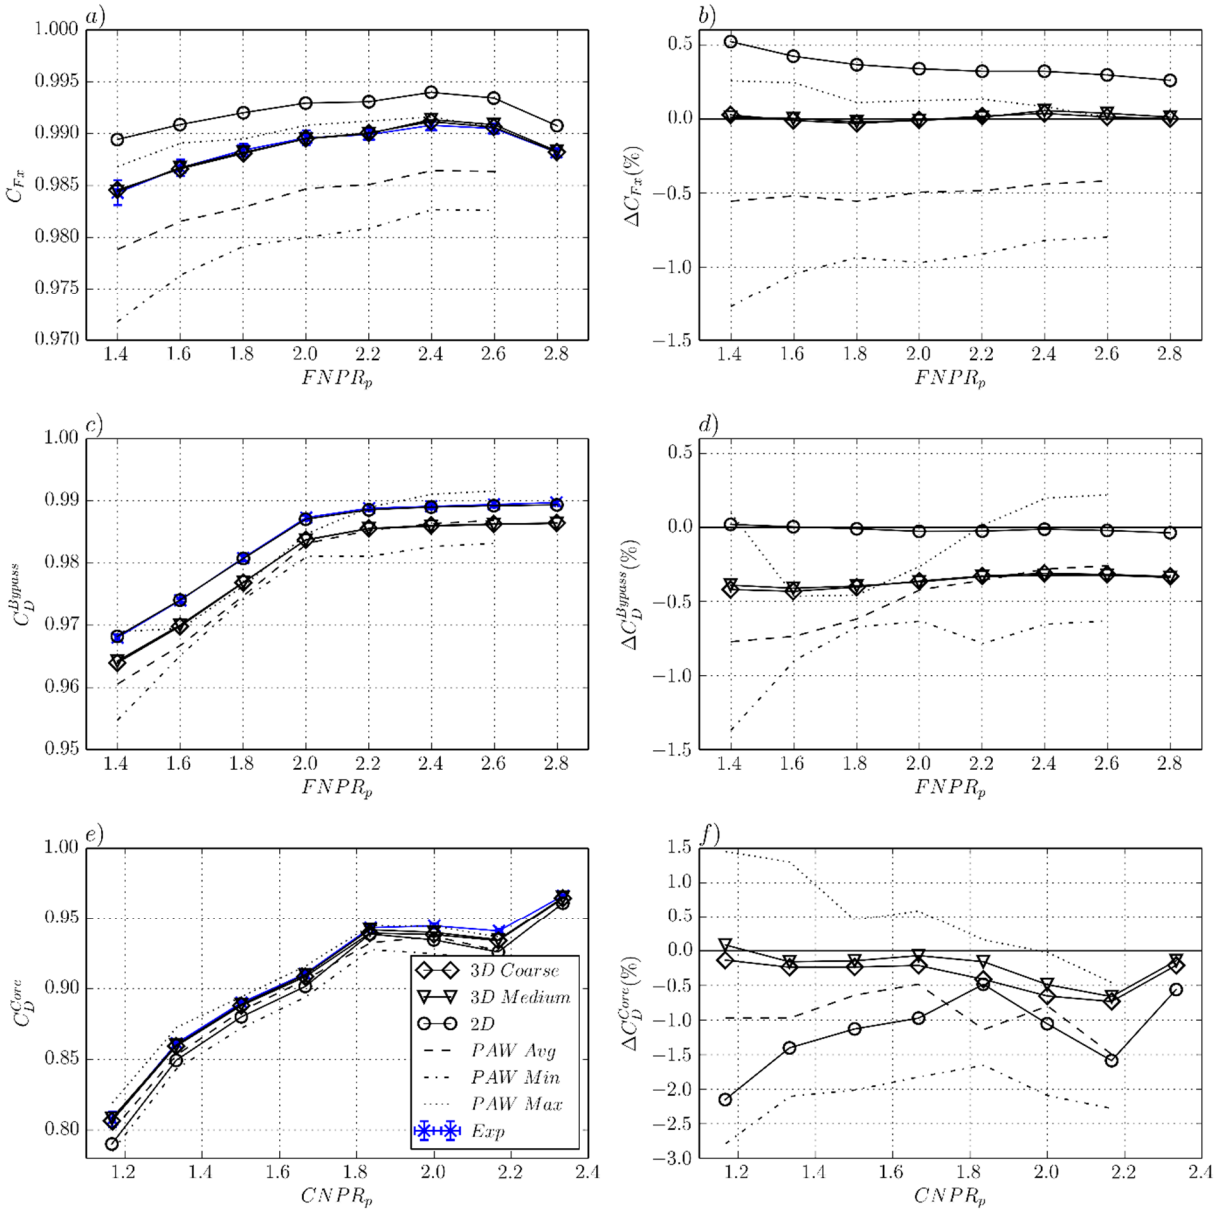 a)
1.000
0.995
0.990
0.985
0.980
0.975
0.970
C_{Fx}
1.4 1.6 1.8 2.0 2.2 2.4 2.6 2.8
FNPR_p
b)
0.5
0.0
−0.5
−1.0
−1.5
ΔC_{Fx}(%)
1.4 1.6 1.8 2.0 2.2 2.4 2.6 2.8
FNPR_p
c)
1.00
0.99
0.98
0.97
0.96
0.95
C_D^{Bypass}
1.4 1.6 1.8 2.0 2.2 2.4 2.6 2.8
FNPR_p
d)
0.5
0.0
−0.5
−1.0
−1.5
ΔC_D^{Bypass}(%)
1.4 1.6 1.8 2.0 2.2 2.4 2.6 2.8
FNPR_p
e)
1.00
0.95
0.90
0.85
0.80
C_D^{Core}
3D Coarse
3D Medium
2D
PAW Avg
PAW Min
PAW Max
Exp
1.2 1.4 1.6 1.8 2.0 2.2 2.4
CNPR_p
f)
1.5
1.0
0.5
0.0
−0.5
−1.0
−1.5
−2.0
−2.5
−3.0
ΔC_D^{Core}(%)
1.2 1.4 1.6 1.8 2.0 2.2 2.4
CNPR_p